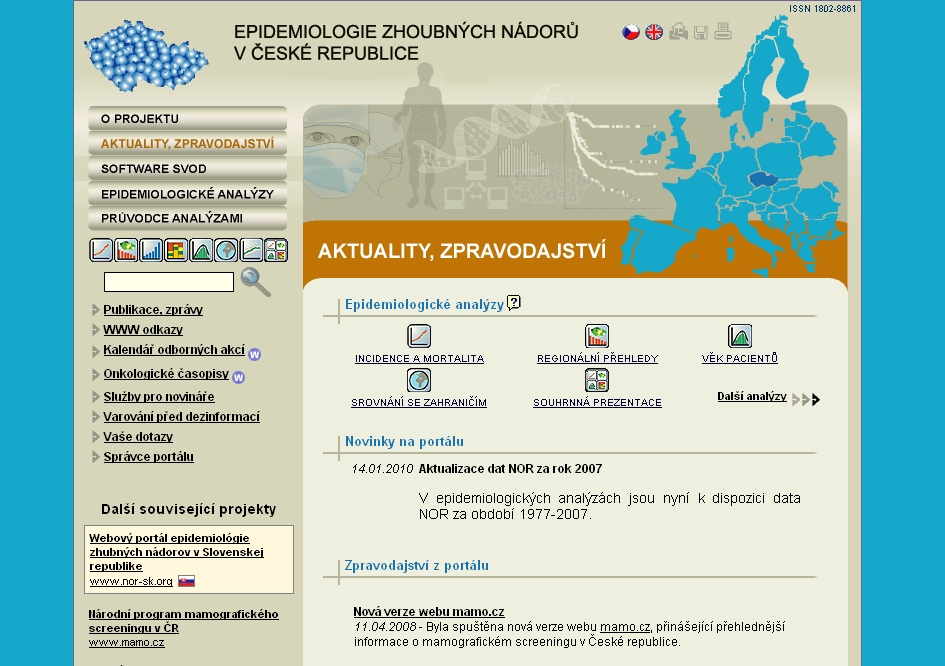 ISSN 1802-8861
EPIDEMIOLOGIE ZHOUBNÝCH NÁDORŮ
V ČESKÉ REPUBLICE
O PROJEKTU
AKTUALITY, ZPRAVODAJSTVÍ
SOFTWARE SVOD
EPIDEMIOLOGICKÉ ANALÝZY
PRŮVODCE ANALÝZAMI
Publikace, zprávy
WWW odkazy
Kalendář odborných akcí W
Onkologické časopisy W
Služby pro novináře
Varování před dezinformací
Vaše dotazy
Správce portálu
Další související projekty
Webový portál epidemiológie
zhubných nádorov v Slovenskej
republike
www.nor-sk.org
Národní program mamografického
screeningu v ČR
www.mamo.cz
AKTUALITY, ZPRAVODAJSTVÍ
Epidemiologické analýzy ?
INCIDENCE A MORTALITA
REGIONÁLNÍ PŘEHLEDY
VĚK PACIENTŮ
SROVNÁNÍ SE ZAHRANIČÍM
SOUHRNNÁ PREZENTACE
Další analýzy
Novinky na portálu
14.01.2010 Aktualizace dat NOR za rok 2007
V epidemiologických analýzách jsou nyní k dispozici data
NOR za období 1977-2007.
Zpravodajství z portálu
Nová verze webu mamo.cz
11.04.2008 - Byla spuštěna nová verze webu mamo.cz, přinášející přehlednější
informace o mamografickém screeningu v České republice.